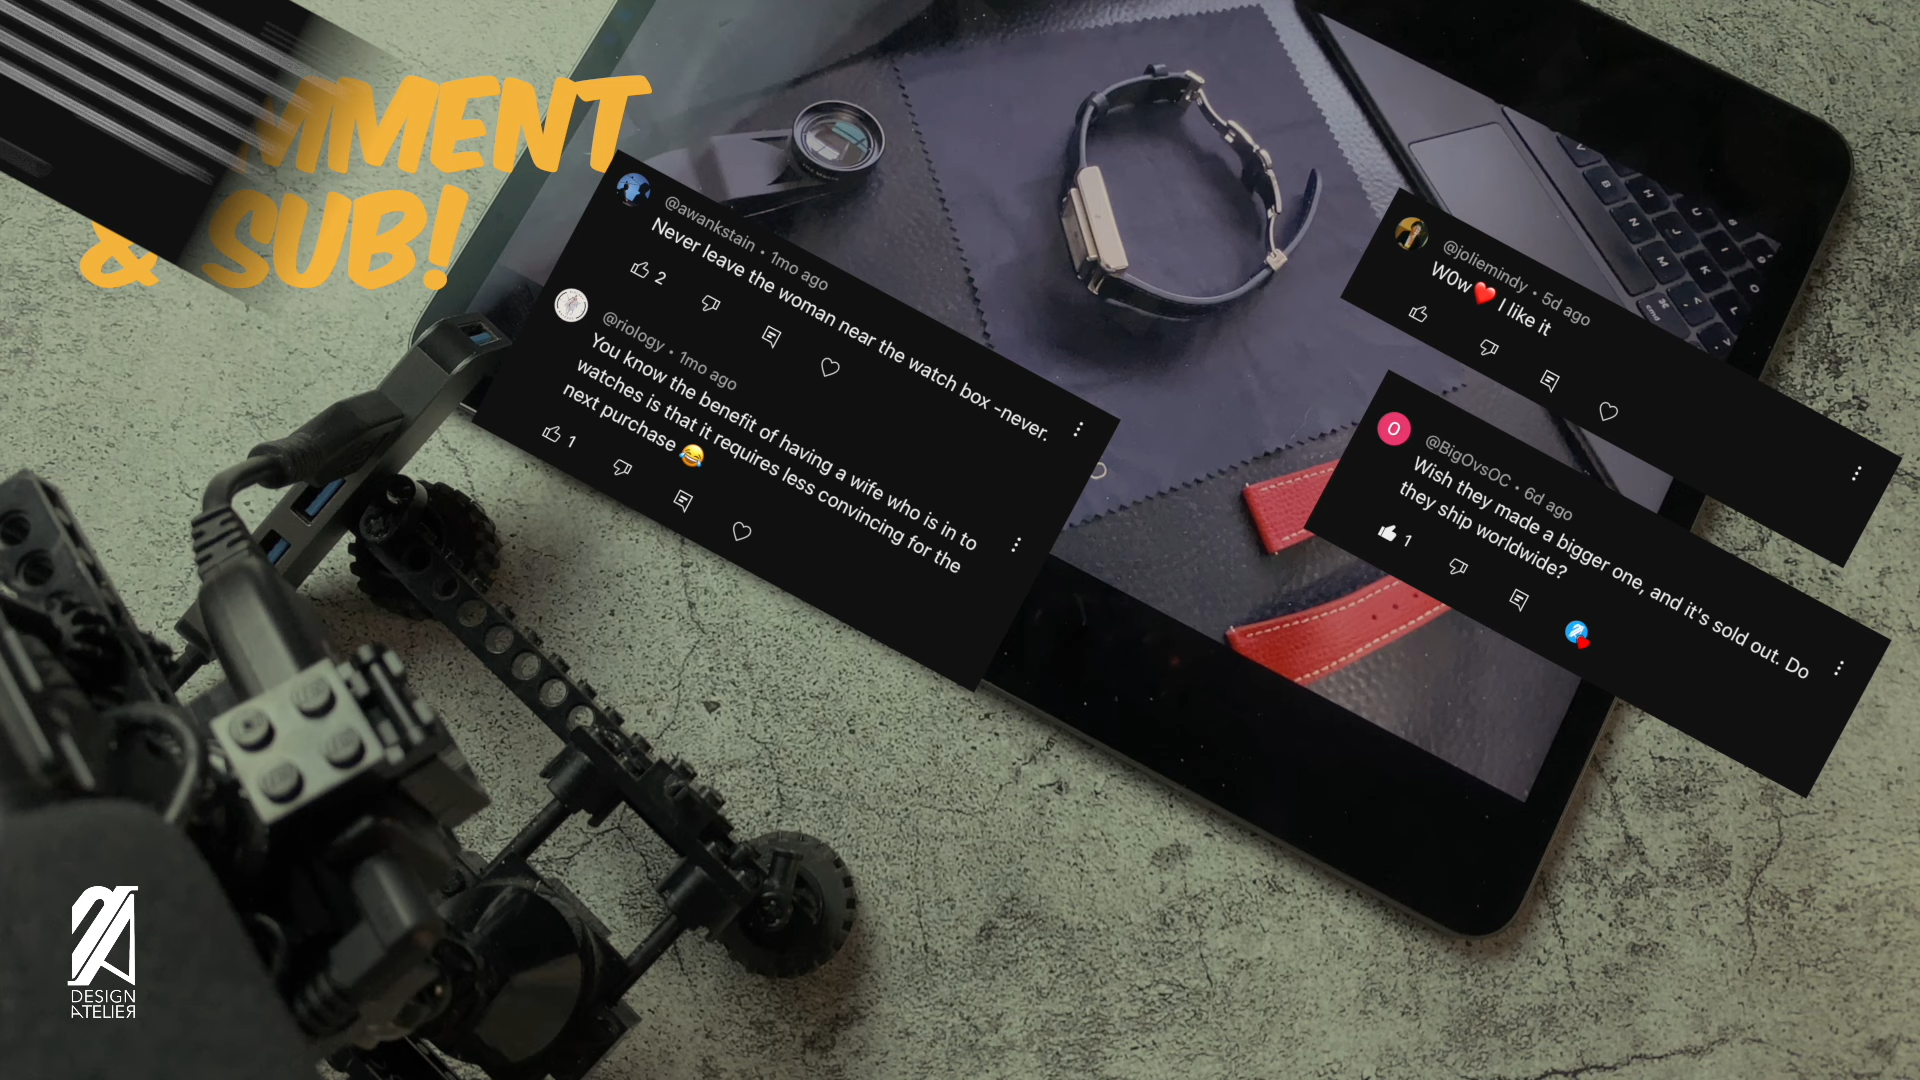 MMENT
& SUB!
@awankstain • 1mo ago
Never leave the woman near the watch box -never.
2
@riology • 1mo ago
You know the benefit of having a wife who is in to
watches is that it requires less convincing for the
next purchase 😂
1
@joliemindy • 5d ago
W0w ❤️ I like it
O
@BigOvsOC • 6d ago
Wish they made a bigger one, and it's sold out. Do
they ship worldwide?
1
2A
DESIGN
ATELIER